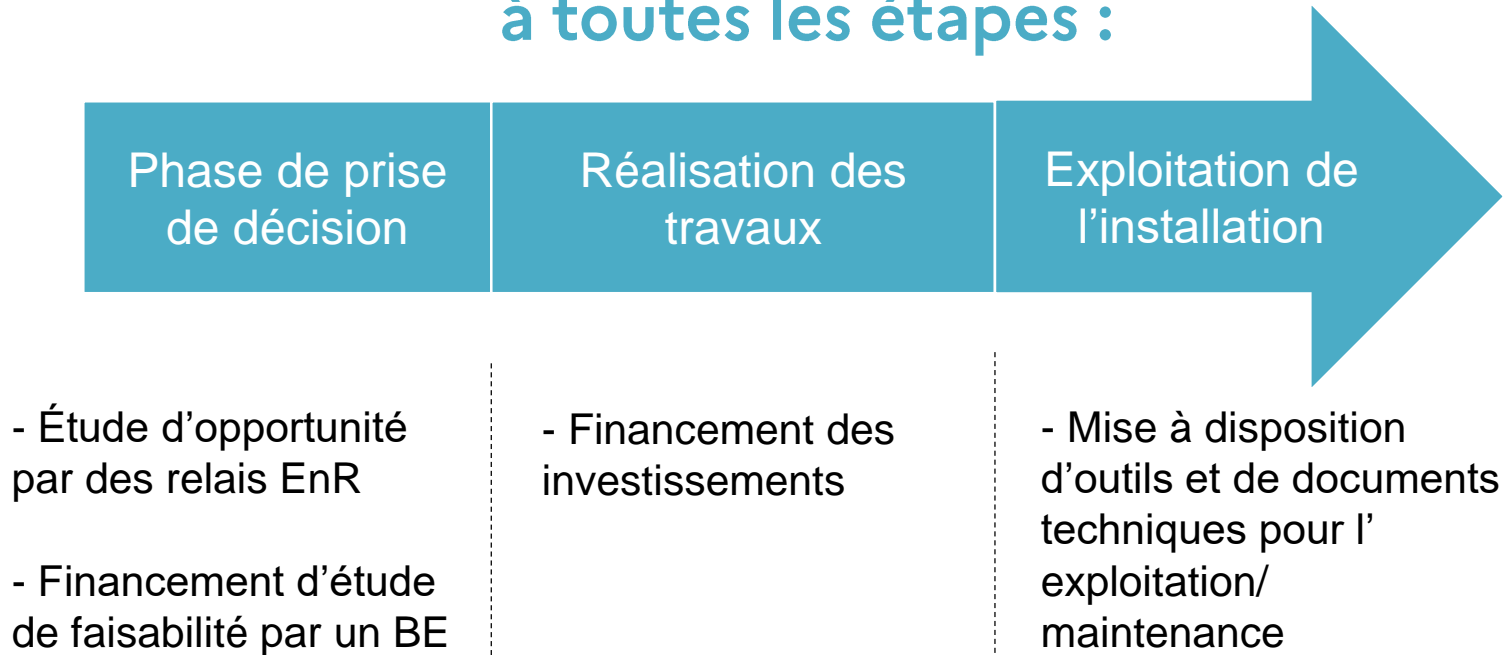 à toutes les étapes :
Phase de prise
de décision
Réalisation des
travaux
Exploitation de
l’installation
- Étude d’opportunité
par des relais EnR
- Financement d’étude
de faisabilité par un BE
- Financement des
investissements
- Mise à disposition
d’outils et de documents
techniques pour l’
exploitation/
maintenance